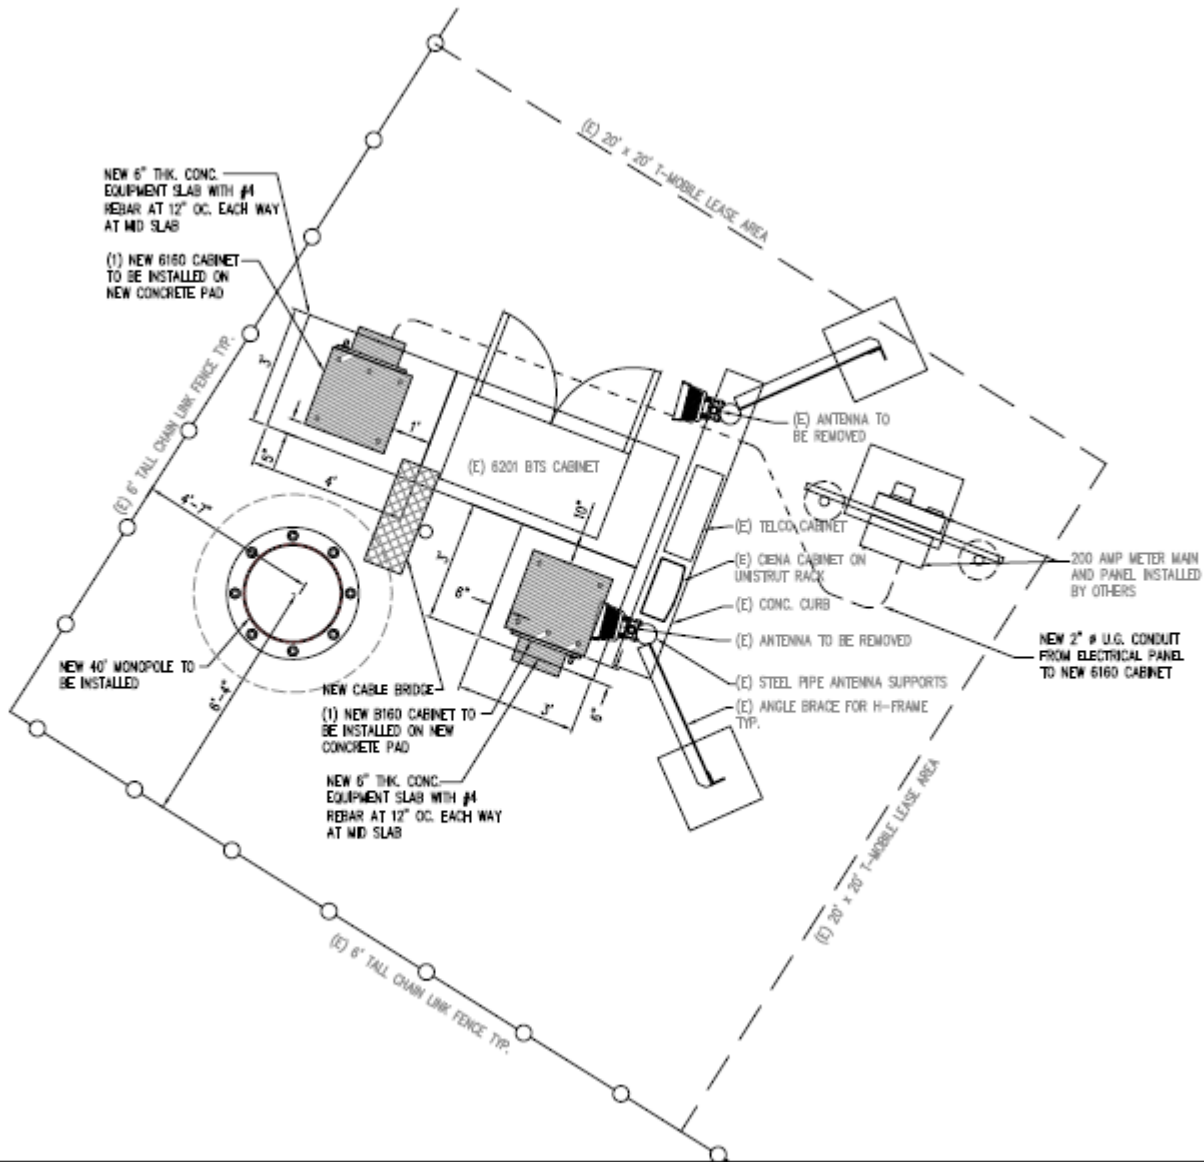 (E) 20' x 20' T-MOBILE LEASE AREA
NEW 6" THK. CONC.
EQUIPMENT SLAB WITH #4
REBAR AT 12" OC. EACH WAY
AT MID SLAB
(1) NEW 6160 CABINET
TO BE INSTALLED ON
NEW CONCRETE PAD
(E) 6' TALL CHAIN LINK FENCE TYP.
3'
1'
5"
4'
4'-7"
(E) 6201 BTS CABINET
10"
(E) ANTENNA TO
BE REMOVED
(E) TELCO CABINET
(E) CIENA CABINET ON
UNISTRUT RACK
200 AMP METER MAIN
AND PANEL INSTALLED
BY OTHERS
(E) CONC. CURB
3'
6"
(E) ANTENNA TO BE REMOVED
NEW 2" ø U.G. CONDUIT
FROM ELECTRICAL PANEL
TO NEW 6160 CABINET
NEW 40' MONOPOLE TO
BE INSTALLED
6'-4"
NEW CABLE BRIDGE
(E) STEEL PIPE ANTENNA SUPPORTS
(E) ANGLE BRACE FOR H-FRAME
TYP.
3'
6"
(1) NEW B160 CABINET TO
BE INSTALLED ON NEW
CONCRETE PAD
NEW 6" THK. CONC.
EQUIPMENT SLAB WITH #4
REBAR AT 12" OC. EACH WAY
AT MID SLAB
(E) 20' x 20' T-MOBILE LEASE AREA
(E) 6' TALL CHAIN LINK FENCE TYP.